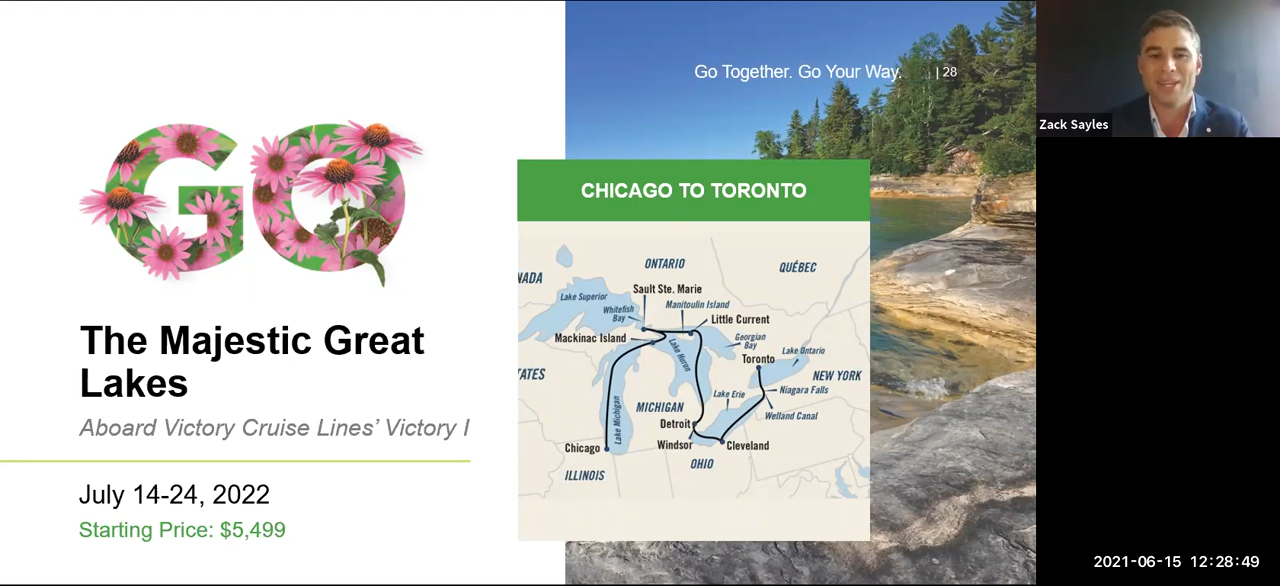 Go Together. Go Your Way. | 28
GO
The Majestic Great
Lakes
Aboard Victory Cruise Lines’ Victory I
July 14-24, 2022
Starting Price: $5,499
CHICAGO TO TORONTO
ONTARIO
QUÉBEC
NADA
Sault Ste. Marie
Lake Superior
Manitoulin Island
Whitefish
Bay
Little Current
Mackinac Island
Georgian
Bay
Lake Huron
Lake Ontario
Toronto
TATES
NEW YORK
Niagara Falls
Lake Erie
Lake Michigan
MICHIGAN
Welland Canal
Detroit
Windsor
Cleveland
Chicago
OHIO
ILLINOIS
Zack Sayles
2021-06-15 12:28:49